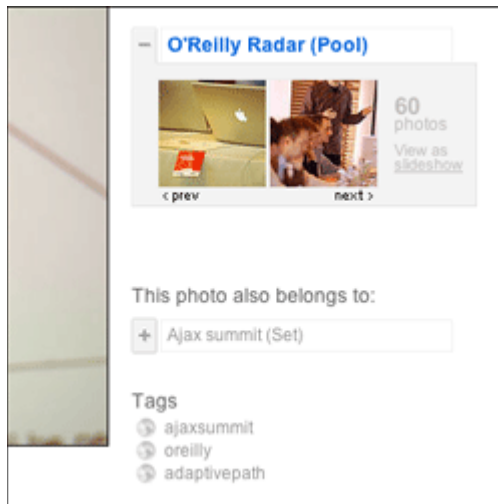 − O'Reilly Radar (Pool)
60
photos
View as
slideshow
‹ prev
next ›
This photo also belongs to:
+ Ajax summit (Set)
Tags
ajaxsummit
oreilly
adaptivepath